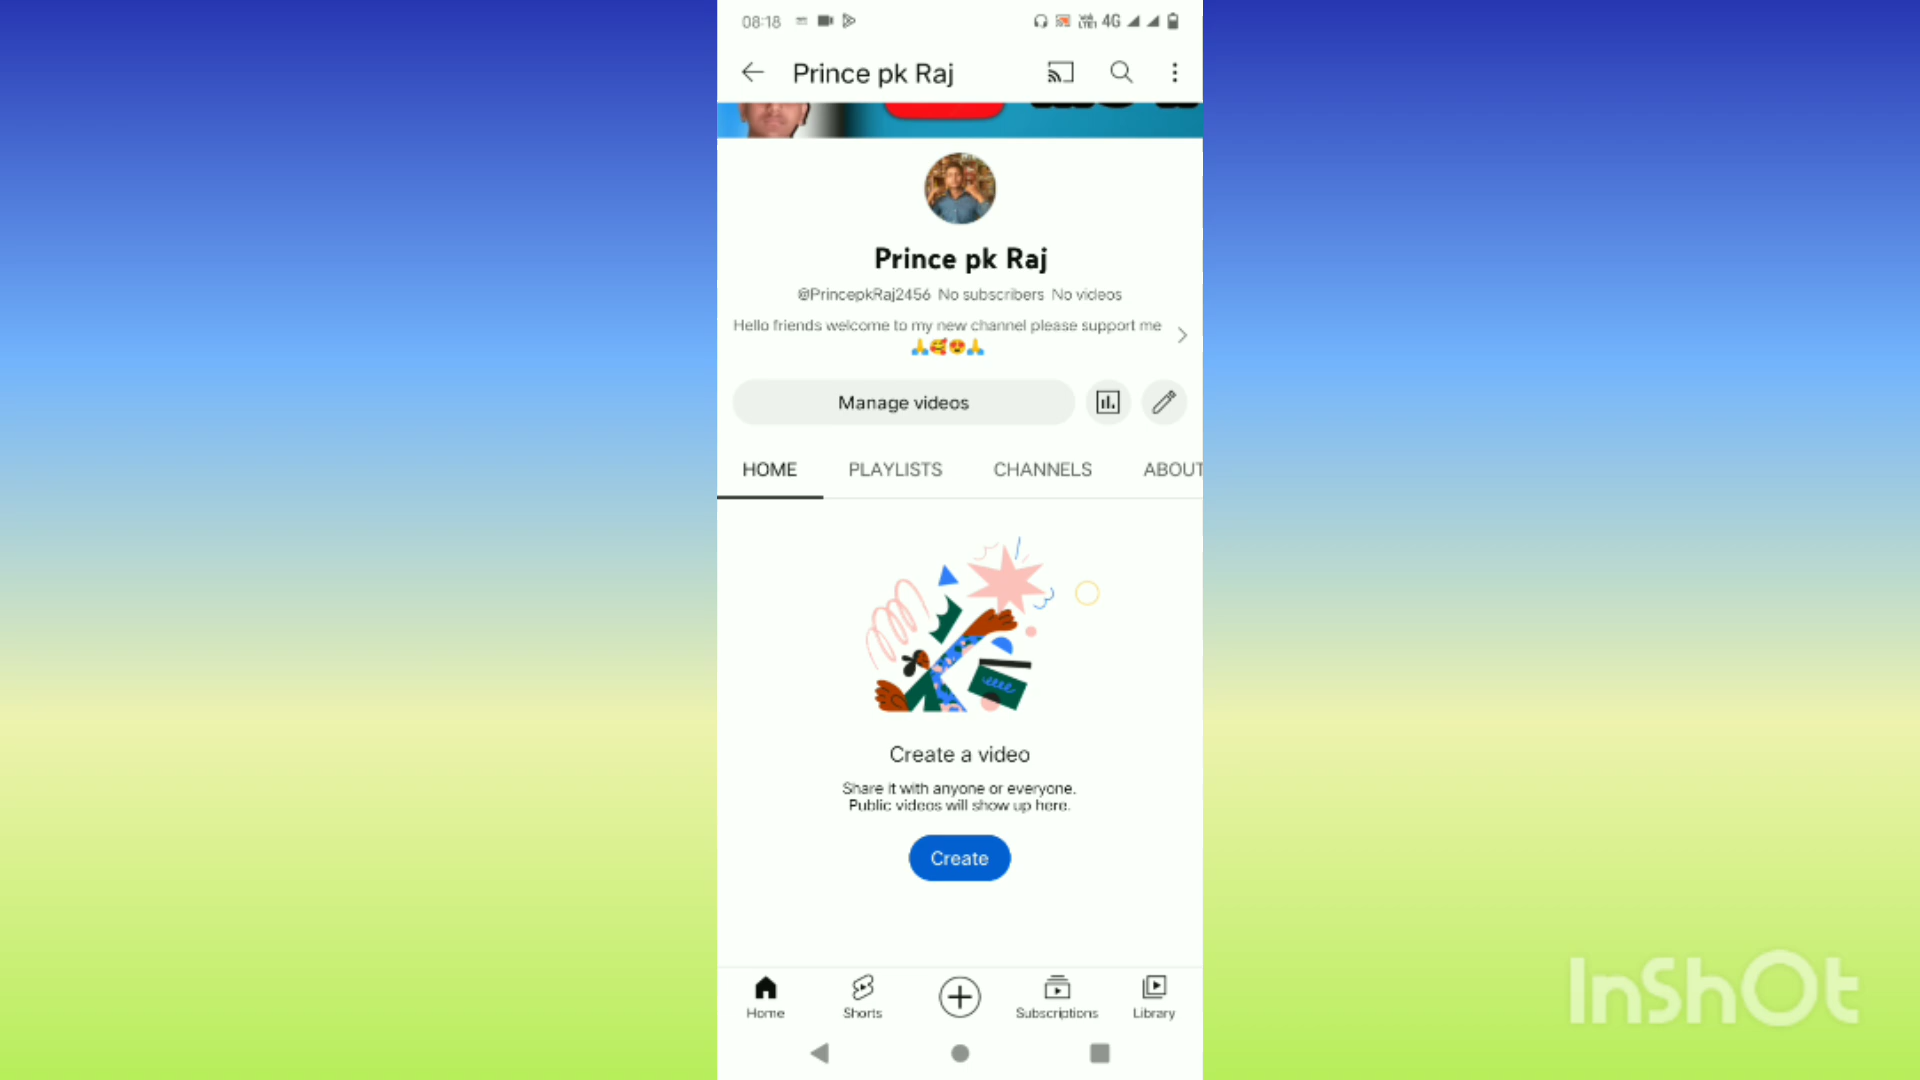 08:18
4G
Prince pk Raj
Prince pk Raj
@PrincepkRaj2456 No subscribers No videos
Hello friends welcome to my new channel please support me
🙏🥰😍🙏
Manage videos
HOME PLAYLISTS CHANNELS ABOUT
Create a video
Share it with anyone or everyone.
Public videos will show up here.
Create
Home Shorts Subscriptions Library
InShOt